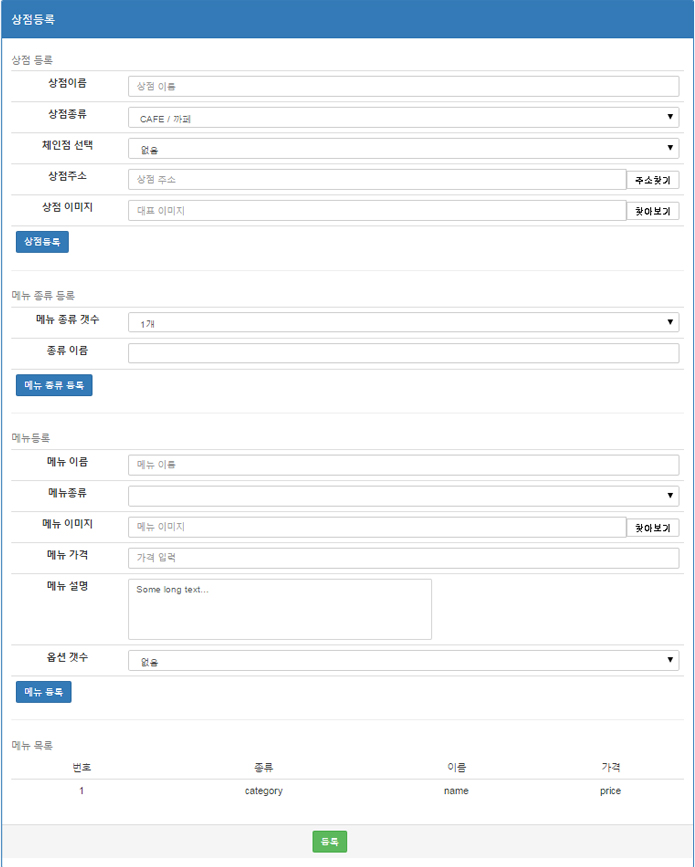 상점등록
상점 등록
상점이름 상점 이름
상점종류 CAFE / 까페
체인점 선택 없음
상점주소 상점 주소 주소찾기
상점 이미지 대표 이미지 찾아보기
상점등록
메뉴 종류 등록
메뉴 종류 갯수 1개
종류 이름
메뉴 종류 등록
메뉴등록
메뉴 이름 메뉴 이름
메뉴종류
메뉴 이미지 메뉴 이미지 찾아보기
메뉴 가격 가격 입력
메뉴 설명 Some long text...
옵션 갯수 없음
메뉴 등록
메뉴 목록
번호 종류 이름 가격
1 category name price
등록